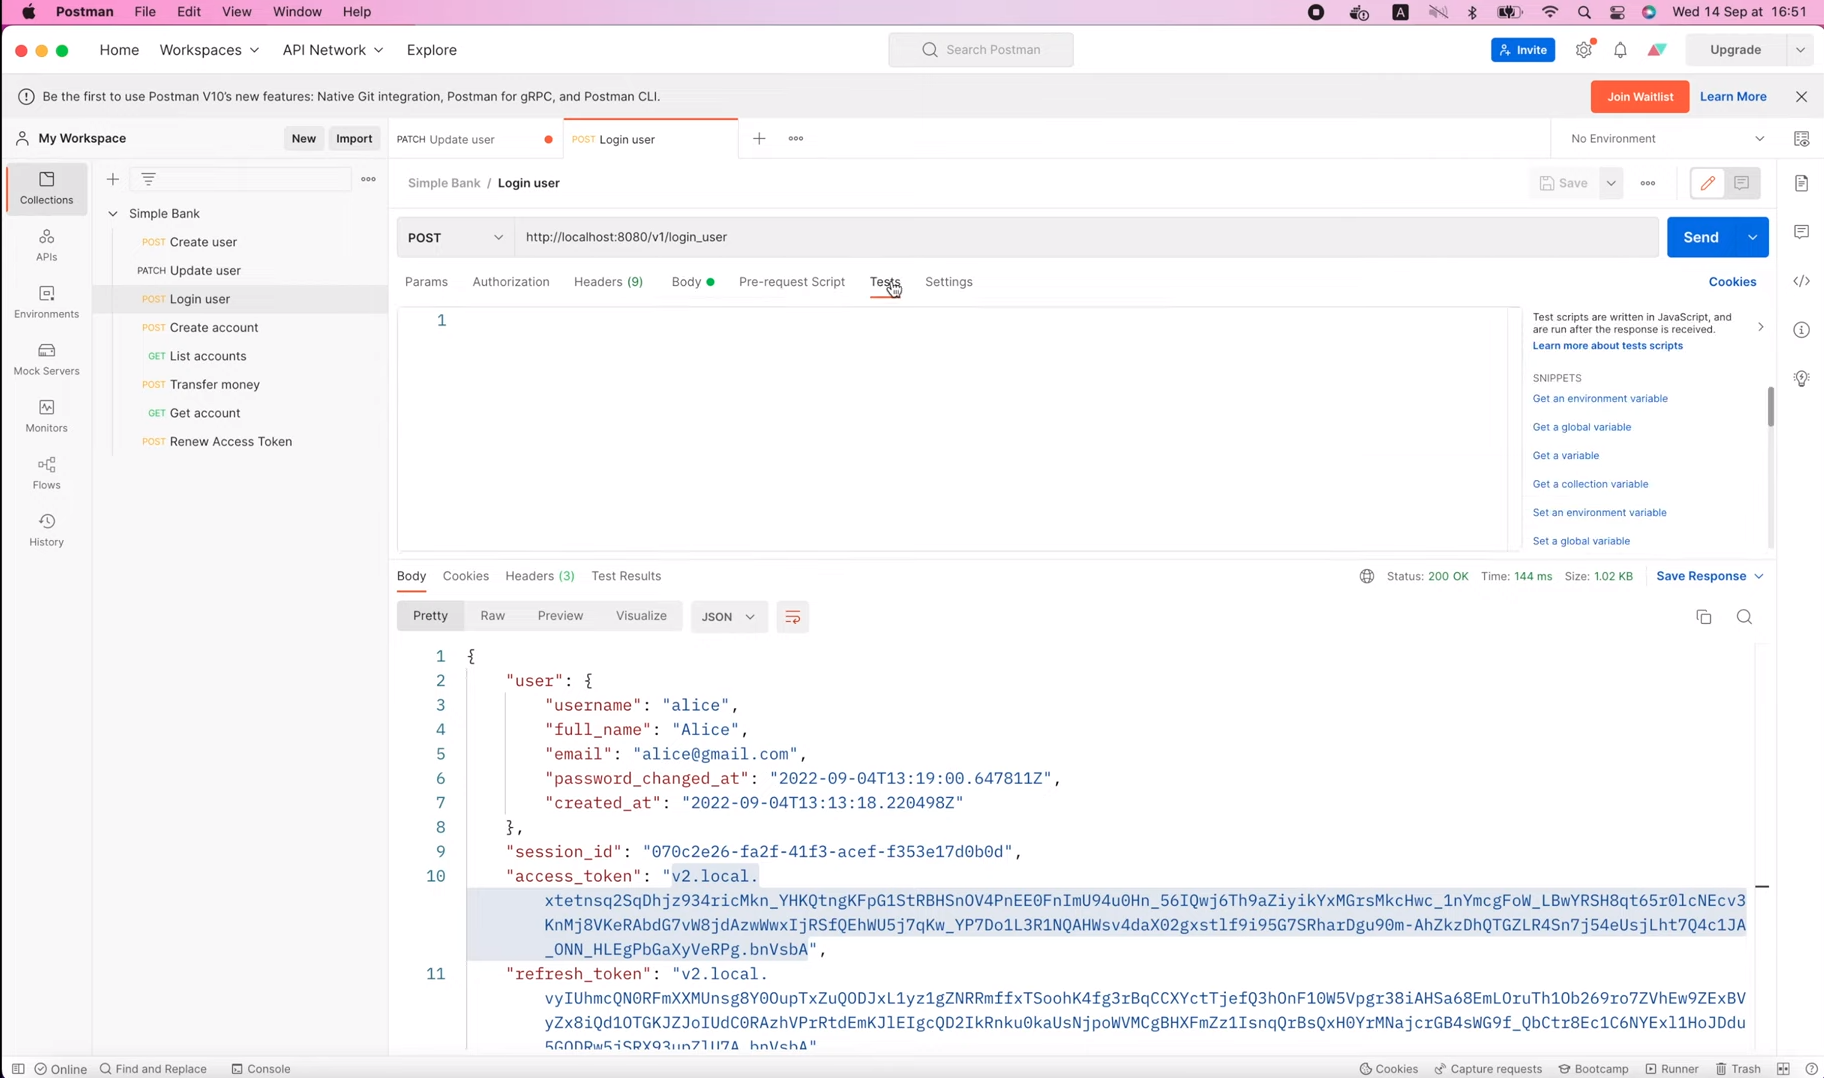 Postman File Edit View Window Help
A Wed 14 Sep at 16:51
Home Workspaces API Network Explore
Search Postman
Invite Upgrade
Be the first to use Postman V10's new features: Native Git integration, Postman for gRPC, and Postman CLI.
Join Waitlist Learn More
My Workspace New Import
PATCH Update user POST Login user
No Environment
Collections
APIs
Environments
Mock Servers
Monitors
Flows
History
Simple Bank
POST Create user
PATCH Update user
POST Login user
POST Create account
GET List accounts
POST Transfer money
GET Get account
POST Renew Access Token
Simple Bank / Login user
Save
POST http://localhost:8080/v1/login_user Send
Params Authorization Headers (9) Body Pre-request Script Tests Settings Cookies
1
Test scripts are written in JavaScript, and
are run after the response is received.
Learn more about tests scripts
SNIPPETS
Get an environment variable
Get a global variable
Get a variable
Get a collection variable
Set an environment variable
Set a global variable
Body Cookies Headers (3) Test Results Status: 200 OK Time: 144 ms Size: 1.02 KB Save Response
Pretty Raw Preview Visualize JSON
1 {
2 "user": {
3 "username": "alice",
4 "full_name": "Alice",
5 "email": "alice@gmail.com",
6 "password_changed_at": "2022-09-04T13:19:00.647811Z",
7 "created_at": "2022-09-04T13:13:18.220498Z"
8 },
9 "session_id": "070c2e26-fa2f-41f3-acef-f353e17d0b0d",
10 "access_token": "v2.local.
xtetnsq2SqDhjz934ricMkn_YHKQtngKFpG1StRBHSnOV4PnEE0FnImU94u0Hn_56IQwj6Th9aZiyikYxMGrsMkcHwc_1nYmcgFoW_LBwYRSH8qt65r0lcNEcv3
KnMj8VKeRAbdG7vW8jdAzwWwxIjRSfQEhWU5j7qKw_YP7Do1L3R1NQAHWsv4daX02gxstlf9i95G7SRharDgu90m-AhZkzDhQTGZLR4Sn7j54eUsjLht7Q4c1JA
_ONN_HLEgPbGaXyVeRPg.bnVsbA",
11 "refresh_token": "v2.local.
vyIUhmcQN0RFmXXMUnsg8Y0OupTxZuQODJxL1yz1gZNRRmffxTSoohK4fg3rBqCCXYctTjefQ3hOnF10W5Vpgr38iAHSa68EmLOruTh1Ob269ro7ZVhEw9ZExBV
yZx8iQd1OTGKJZJoIUdC0RAzhVPrRtdEmKJlEIgcQD2IkRnku0kaUsNjpoWVMCgBHXFmZz1IsnqQrBsQxH0YrMNajcrGB4sWG9f_QbCtr8Ec1C6NYExl1HoJDdu
5GODRw5jSRX93unZlU7A.bnVsbA"
Online Find and Replace Console
Cookies Capture requests Bootcamp Runner Trash